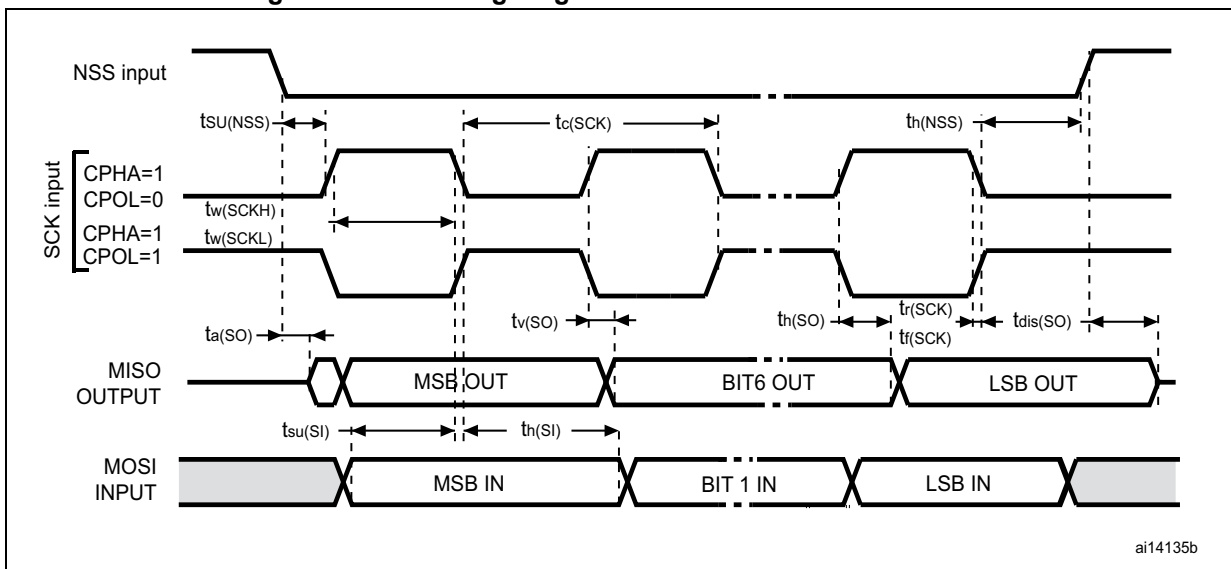 NSS input
tSU(NSS)
tc(SCK)
th(NSS)
SCK input
CPHA=1
CPOL=0
tw(SCKH)
CPHA=1
tw(SCKL)
CPOL=1
ta(SO)
tv(SO)
th(SO)
tr(SCK)
tf(SCK)
tdis(SO)
MISO
OUTPUT
MSB OUT
BIT6 OUT
LSB OUT
tsu(SI)
th(SI)
MOSI
INPUT
MSB IN
BIT 1 IN
LSB IN
ai14135b